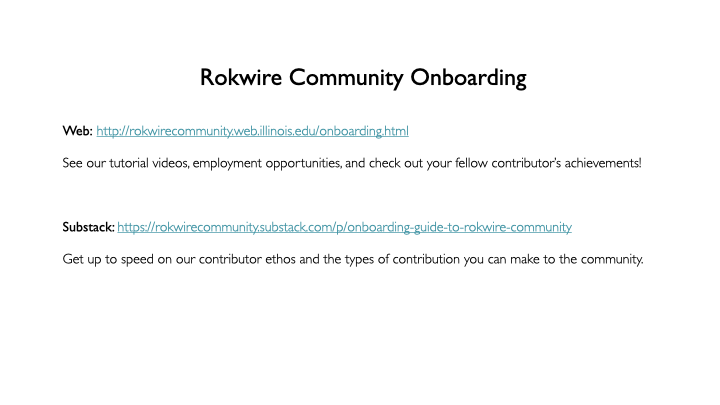 Rokwire Community Onboarding
Web: http://rokwirecommunity.web.illinois.edu/onboarding.html
See our tutorial videos, employment opportunities, and check out your fellow contributor's achievements!
Substack: https://rokwirecommunity.substack.com/p/onboarding-guide-to-rokwire-community
Get up to speed on our contributor ethos and the types of contribution you can make to the community.